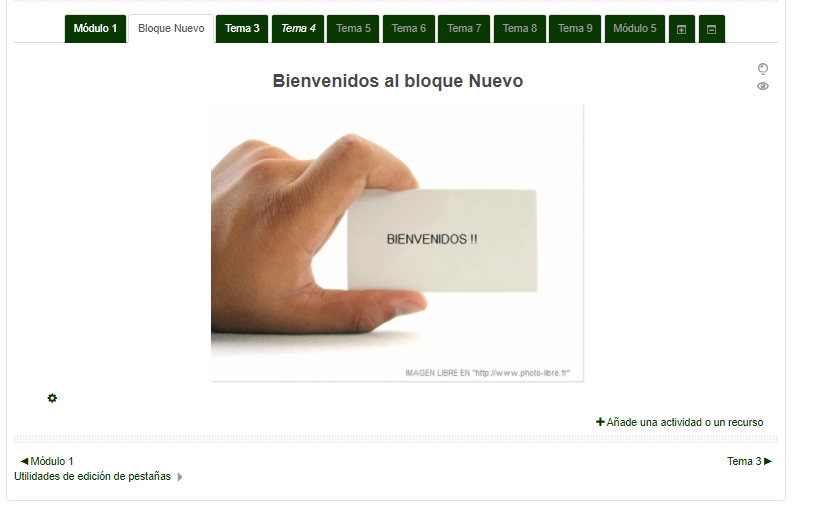 Módulo 1 Bloque Nuevo Tema 3 Tema 4 Tema 5 Tema 6 Tema 7 Tema 8 Tema 9 Módulo 5
Bienvenidos al bloque Nuevo
BIENVENIDOS !!
IMAGEN LIBRE EN "http://www.photo-libre.fr"
Añade una actividad o un recurso
Módulo 1 Tema 3
Utilidades de edición de pestañas